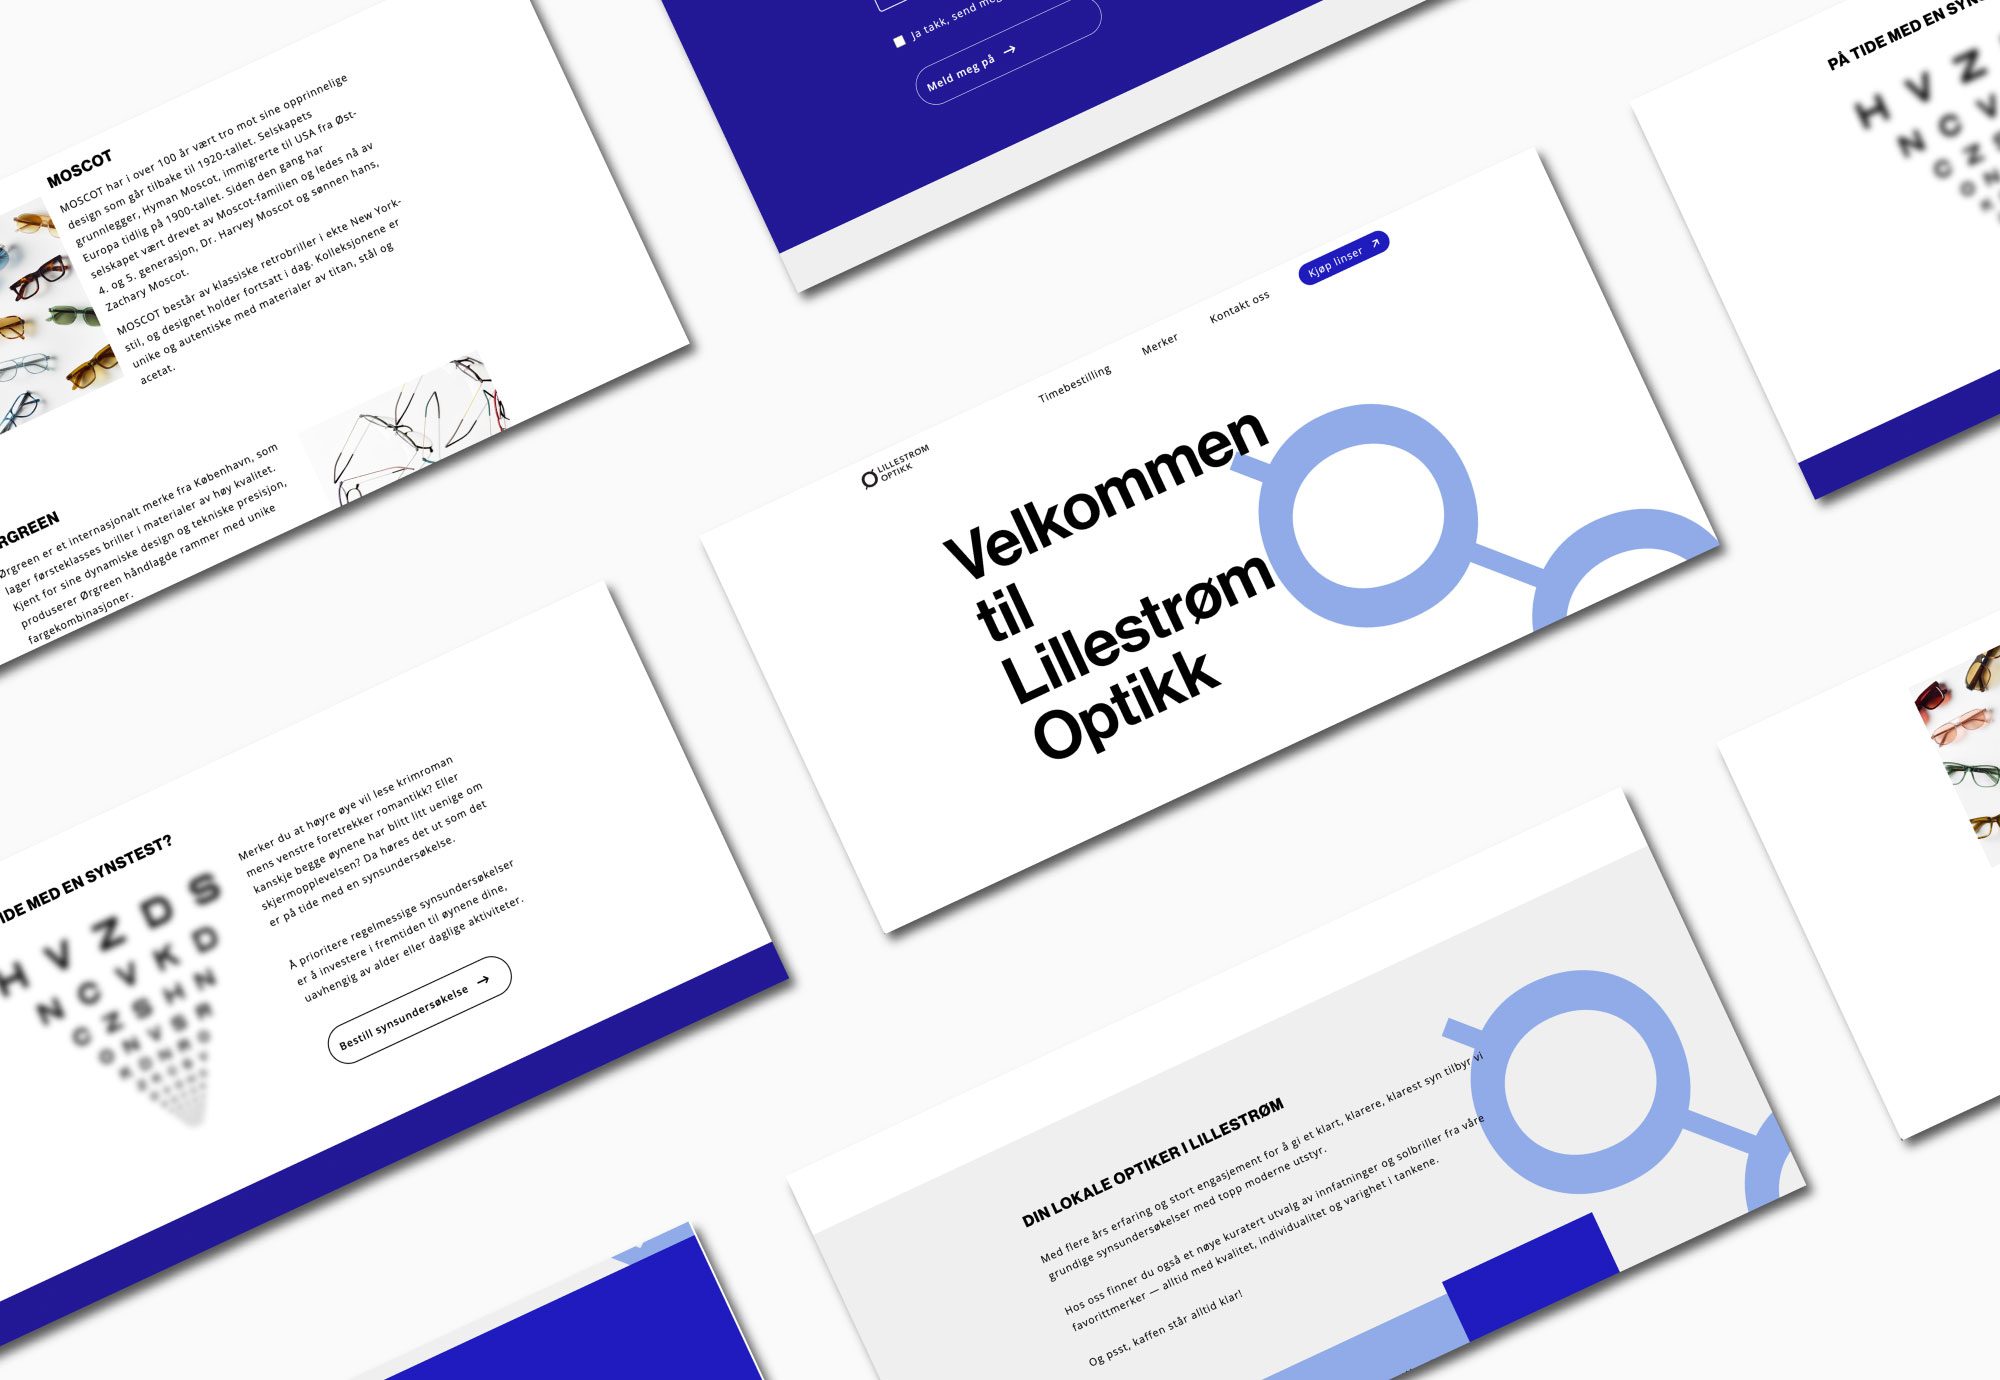 MOSCOT
MOSCOT har i over 100 år vært tro mot sine opprinnelige
design som går tilbake til 1920-tallet. Selskapets
grunnlegger, Hyman Moscot, immigrerte til USA fra Øst-
Europa tidlig på 1900-tallet. Siden den gang har
selskapet vært drevet av Moscot-familien og ledes nå av
4. og 5. generasjon, Dr. Harvey Moscot og sønnen hans,
Zachary Moscot.
MOSCOT består av klassiske retrobriller i ekte New York-
stil, og designet holder fortsatt i dag. Kolleksjonene er
unike og autentiske med materialer av titan, stål og
acetat.
RGREEN
Ørgreen er et internasjonalt merke fra København, som
lager førsteklasses briller i materialer av høy kvalitet.
Kjent for sine dynamiske design og tekniske presisjon,
produserer Ørgreen håndlagde rammer med unike
fargekombinasjoner.
Ja takk, send meg
Meld meg på →
PÅ TIDE MED EN SYNS
H V Z
N C V
C Z S
O N
LILLESTRØM
OPTIKK
Timebestilling
Merker
Kontakt oss
Kjøp linser ↗
Velkommen
til
Lillestrøm
Optikk
IDE MED EN SYNSTEST?
H V Z D S
N C V K D
C Z S H N
O N V S R
K D N R O
Merker du at høyre øye vil lese krimroman
mens venstre foretrekker romantikk? Eller
kanskje begge øynene har blitt litt uenige om
skjermopplevelsen? Da høres det ut som det
er på tide med en synsundersøkelse.
Å prioritere regelmessige synsundersøkelser
er å investere i fremtiden til øynene dine,
uavhengig av alder eller daglige aktiviteter.
Bestill synsundersøkelse →
DIN LOKALE OPTIKER I LILLESTRØM
Med flere års erfaring og stort engasjement for å gi et klart, klarere, klarest syn tilbyr vi
grundige synsundersøkelser med topp moderne utstyr.
Hos oss finner du også et nøye kuratert utvalg av innfatninger og solbriller fra våre
favorittmerker — alltid med kvalitet, individualitet og varighet i tankene.
Og psst, kaffen står alltid klar!